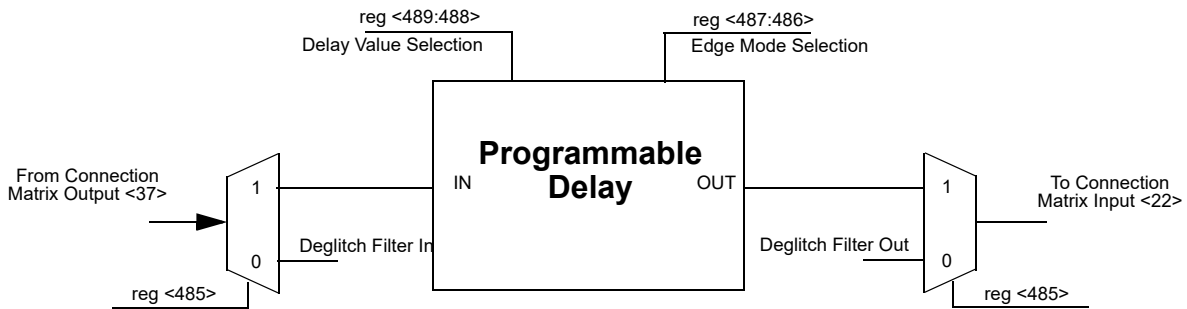 reg <489:488>
Delay Value Selection
reg <487:486>
Edge Mode Selection
Programmable
Delay
IN
OUT
From Connection
Matrix Output <37>
1
0
Deglitch Filter In
reg <485>
Deglitch Filter Out
1
0
To Connection
Matrix Input <22>
reg <485>